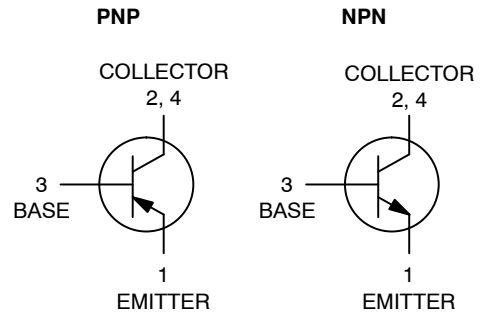 PNP
COLLECTOR
2, 4
3
BASE
1
EMITTER
NPN
COLLECTOR
2, 4
3
BASE
1
EMITTER